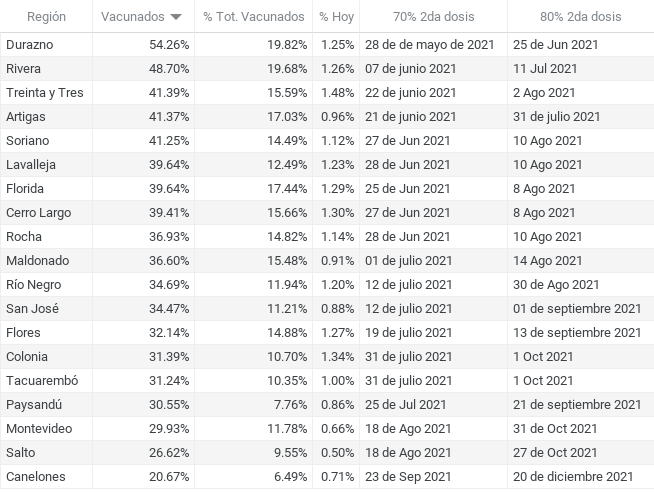 Región Vacunados % Tot. Vacunados % Hoy 70% 2da dosis 80% 2da dosis
Durazno 54.26% 19.82% 1.25% 28 de de mayo de 2021 25 de Jun 2021
Rivera 48.70% 19.68% 1.26% 07 de junio 2021 11 Jul 2021
Treinta y Tres 41.39% 15.59% 1.48% 22 de junio 2021 2 Ago 2021
Artigas 41.37% 17.03% 0.96% 21 de junio 2021 31 de julio 2021
Soriano 41.25% 14.49% 1.12% 27 de Jun 2021 10 Ago 2021
Lavalleja 39.64% 12.49% 1.23% 28 de Jun 2021 10 Ago 2021
Florida 39.64% 17.44% 1.29% 25 de Jun 2021 8 Ago 2021
Cerro Largo 39.41% 15.66% 1.30% 27 de Jun 2021 8 Ago 2021
Rocha 36.93% 14.82% 1.14% 28 de Jun 2021 10 Ago 2021
Maldonado 36.60% 15.48% 0.91% 01 de julio 2021 14 Ago 2021
Río Negro 34.69% 11.94% 1.20% 12 de julio 2021 30 de Ago 2021
San José 34.47% 11.21% 0.88% 12 de julio 2021 01 de septiembre 2021
Flores 32.14% 14.88% 1.27% 19 de julio 2021 13 de septiembre 2021
Colonia 31.39% 10.70% 1.34% 31 de julio 2021 1 Oct 2021
Tacuarembó 31.24% 10.35% 1.00% 31 de julio 2021 1 Oct 2021
Paysandú 30.55% 7.76% 0.86% 25 de Jul 2021 21 de septiembre 2021
Montevideo 29.93% 11.78% 0.66% 18 de Ago 2021 31 de Oct 2021
Salto 26.62% 9.55% 0.50% 18 de Ago 2021 27 de Oct 2021
Canelones 20.67% 6.49% 0.71% 23 de Sep 2021 20 de diciembre 2021